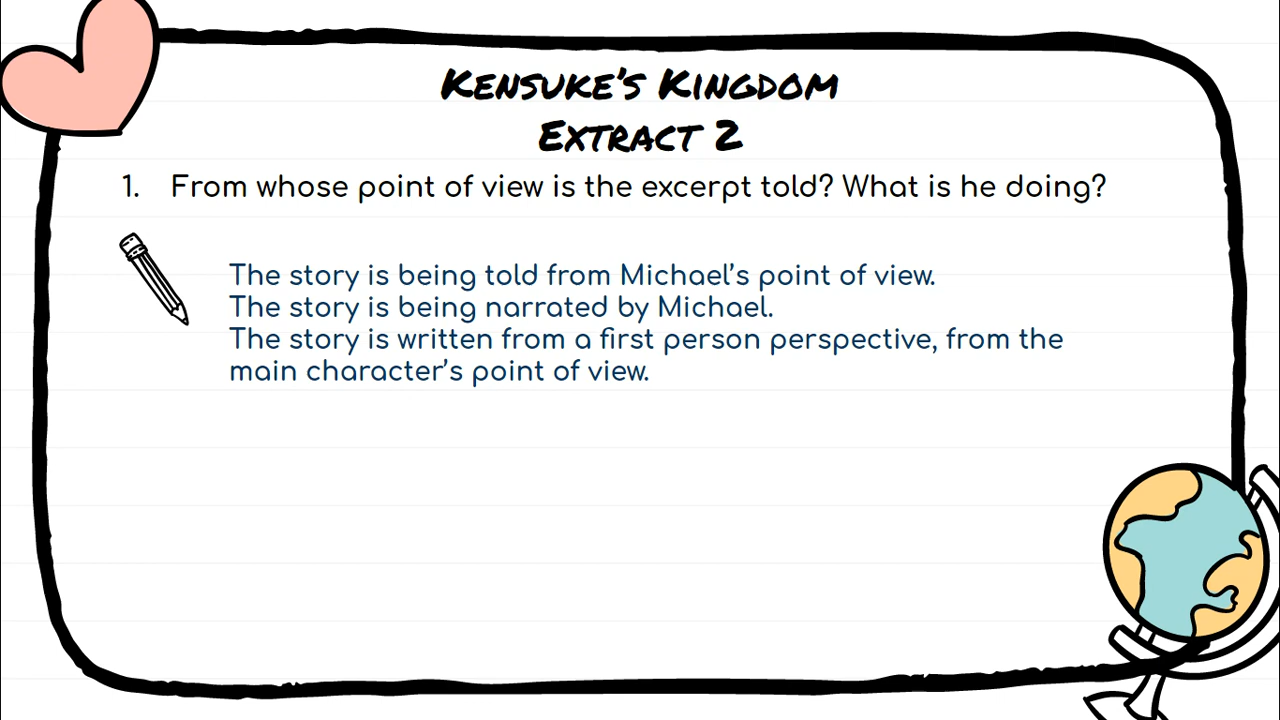 Kensuke's Kingdom
Extract 2
1. From whose point of view is the excerpt told? What is he doing?
The story is being told from Michael's point of view.
The story is being narrated by Michael.
The story is written from a first person perspective, from the
main character's point of view.